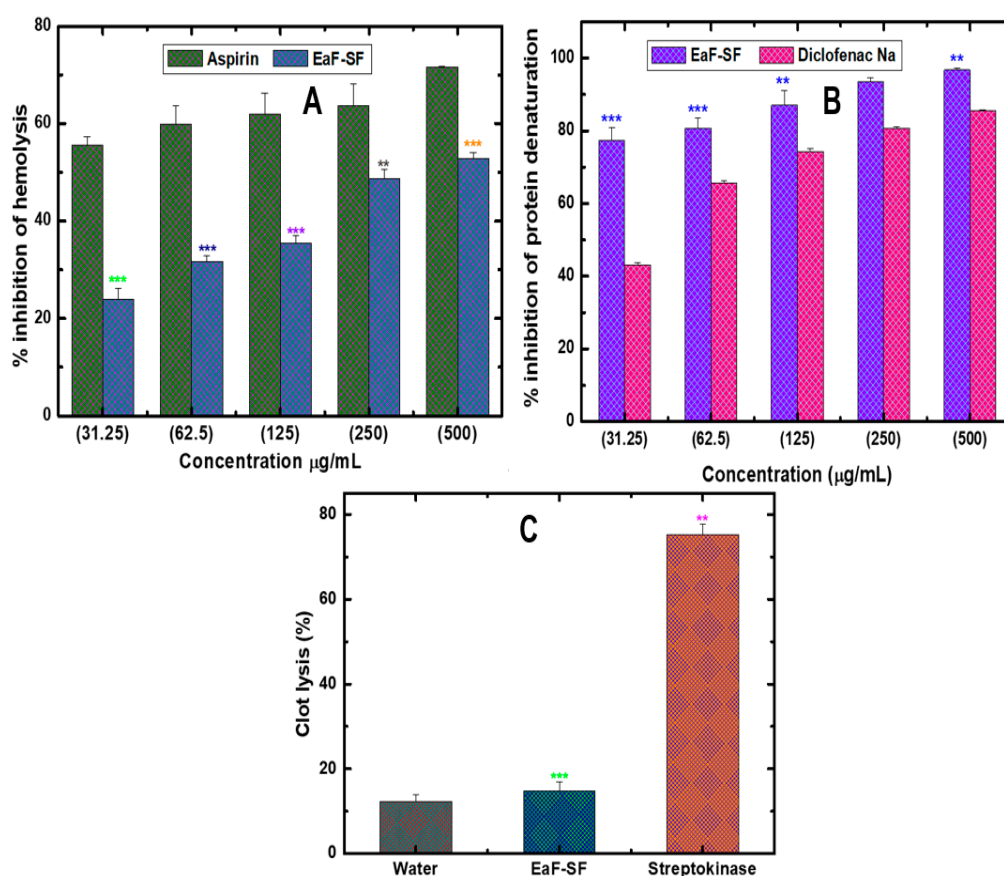 80
60
40
20
0
% inhibition of hemolysis
Aspirin EaF-SF
A
***
***
***
**
***
(31.25) (62.5) (125) (250) (500)
Concentration μg/mL
100
80
60
40
20
0
% inhibition of protein denaturation
EaF-SF Diclofenac Na
B
***
***
**
**
(31.25) (62.5) (125) (250) (500)
Concentration (μg/mL)
80
60
40
20
0
Clot lysis (%)
C
***
**
Water EaF-SF Streptokinase